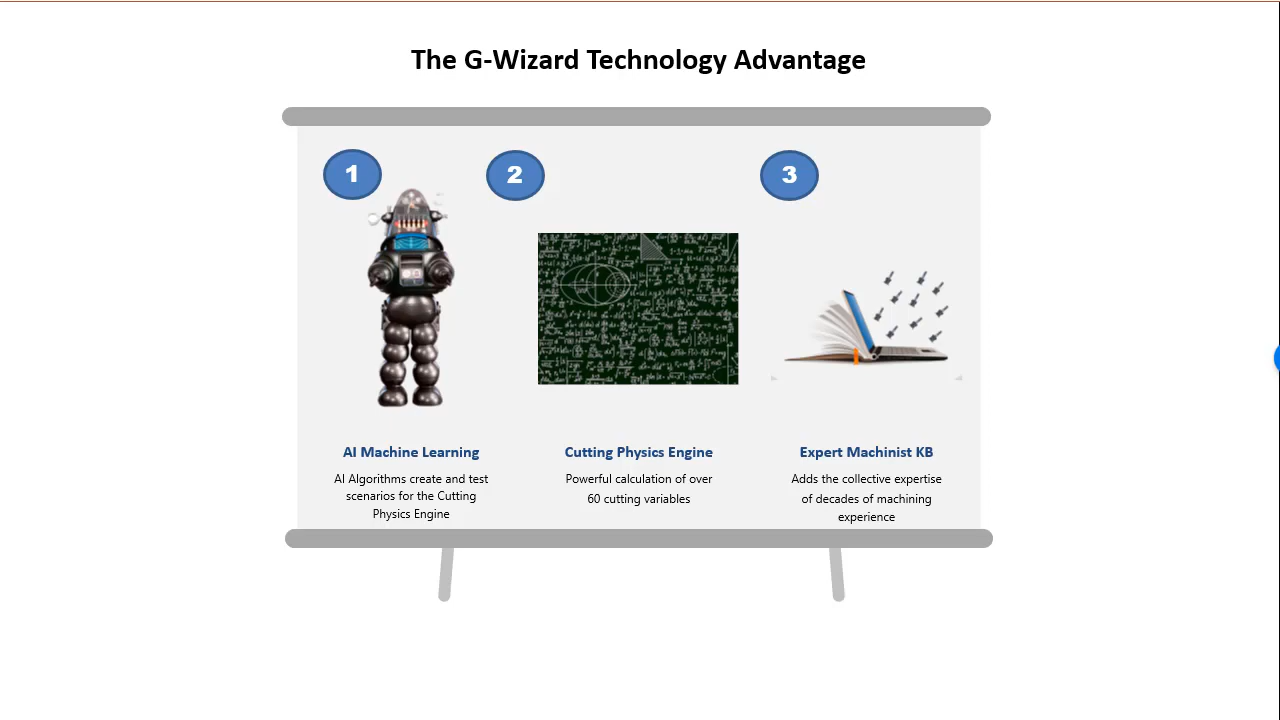 The G-Wizard Technology Advantage
1
2
3
AI Machine Learning
AI Algorithms create and test
scenarios for the Cutting
Physics Engine
Cutting Physics Engine
Powerful calculation of over
60 cutting variables
Expert Machinist KB
Adds the collective expertise
of decades of machining
experience